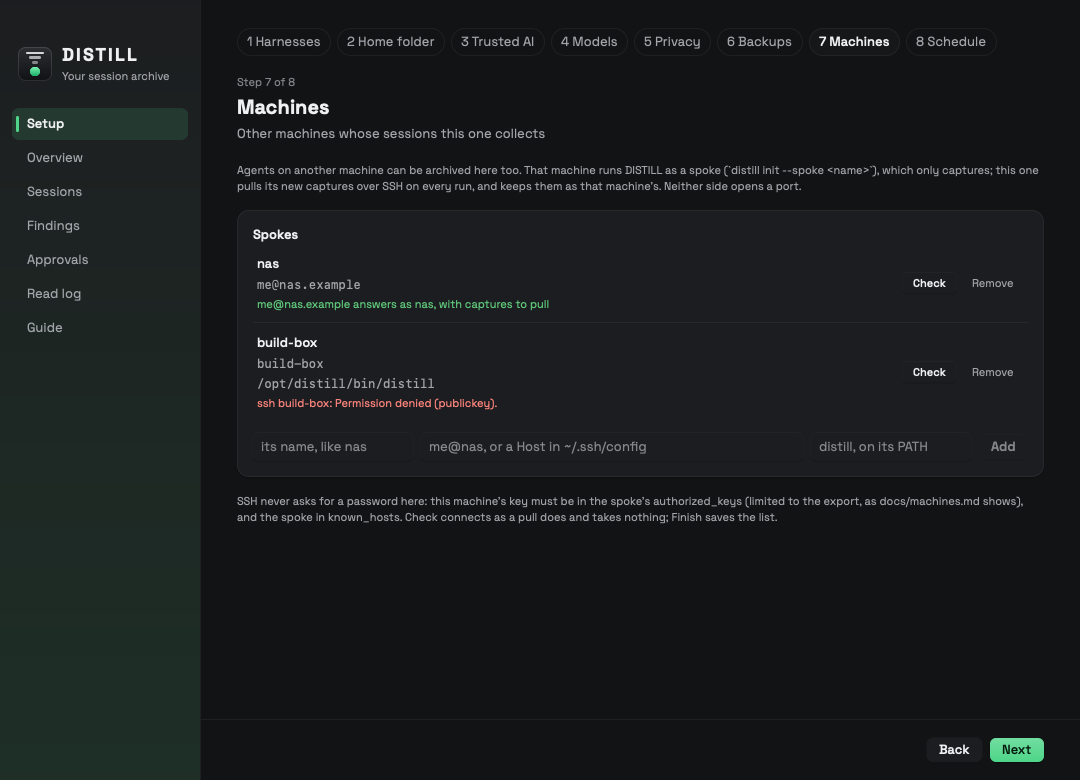 DISTILL
Your session archive
Setup
Overview
Sessions
Findings
Approvals
Read log
Guide
1 Harnesses
2 Home folder
3 Trusted AI
4 Models
5 Privacy
6 Backups
7 Machines
8 Schedule
Step 7 of 8
Machines
Other machines whose sessions this one collects
Agents on another machine can be archived here too. That machine runs DISTILL as a spoke (`distill init --spoke <name>`), which only captures; this one
pulls its new captures over SSH on every run, and keeps them as that machine's. Neither side opens a port.
Spokes
nas
me@nas.example
me@nas.example answers as nas, with captures to pull
Check
Remove
build-box
build-box
/opt/distill/bin/distill
ssh build-box: Permission denied (publickey).
Check
Remove
its name, like nas
me@nas, or a Host in ~/.ssh/config
distill, on its PATH
Add
SSH never asks for a password here: this machine's key must be in the spoke's authorized_keys (limited to the export, as docs/machines.md shows),
and the spoke in known_hosts. Check connects as a pull does and takes nothing; Finish saves the list.
Back
Next